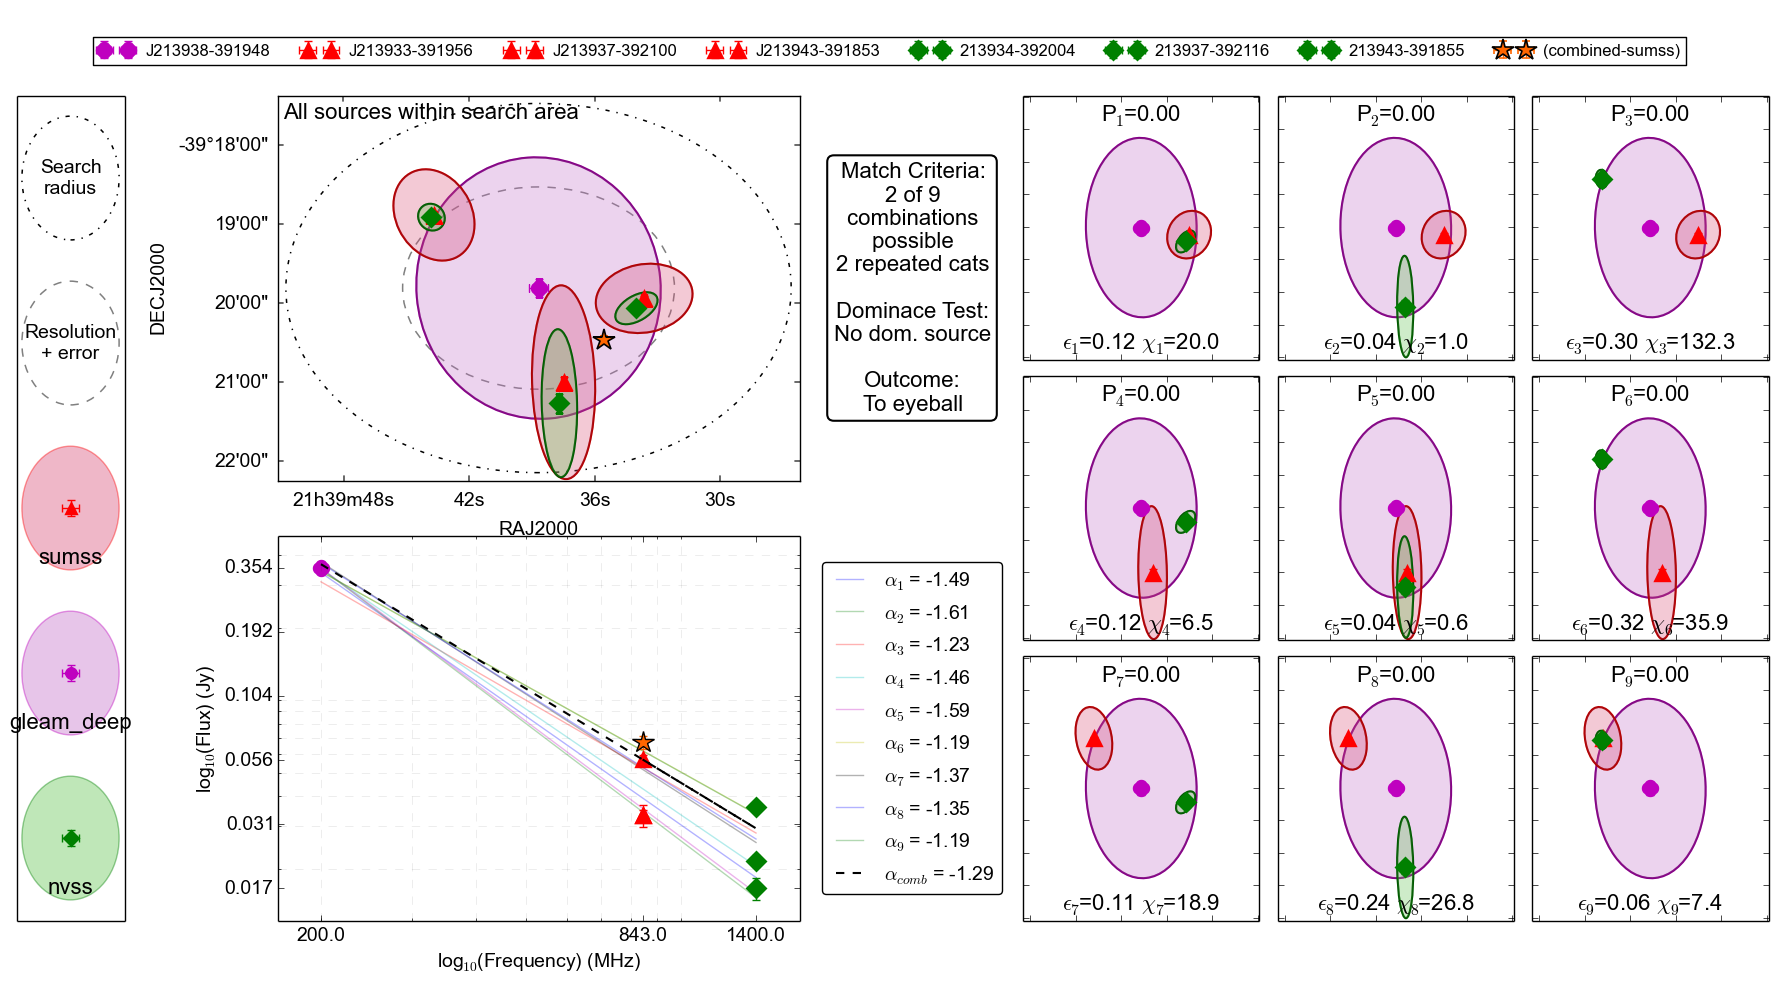 J213938-391948 J213933-391956 J213937-392100 J213943-391853 213934-392004 213937-392116 213943-391855 (combined-sumss)
Search
radius
Resolution
+ error
sumss
gleam_deep
nvss
All sources within search area
DECJ2000
-39°18'00"
19'00"
20'00"
21'00"
22'00"
21h39m48s 42s 36s 30s
RAJ2000
Match Criteria:
2 of 9
combinations
possible
2 repeated cats
Dominace Test:
No dom. source
Outcome:
To eyeball
log₁₀(Flux) (Jy)
0.354
0.192
0.104
0.056
0.031
0.017
200.0 843.0 1400.0
log₁₀(Frequency) (MHz)
α₁ = -1.49
α₂ = -1.61
α₃ = -1.23
α₄ = -1.46
α₅ = -1.59
α₆ = -1.19
α₇ = -1.37
α₈ = -1.35
α₉ = -1.19
α_comb = -1.29
P₁=0.00
ϵ₁=0.12 χ₁=20.0
P₂=0.00
ϵ₂=0.04 χ₂=1.0
P₃=0.00
ϵ₃=0.30 χ₃=132.3
P₄=0.00
ϵ₄=0.12 χ₄=6.5
P₅=0.00
ϵ₅=0.04 χ₅=0.6
P₆=0.00
ϵ₆=0.32 χ₆=35.9
P₇=0.00
ϵ₇=0.11 χ₇=18.9
P₈=0.00
ϵ₈=0.24 χ₈=26.8
P₉=0.00
ϵ₉=0.06 χ₉=7.4